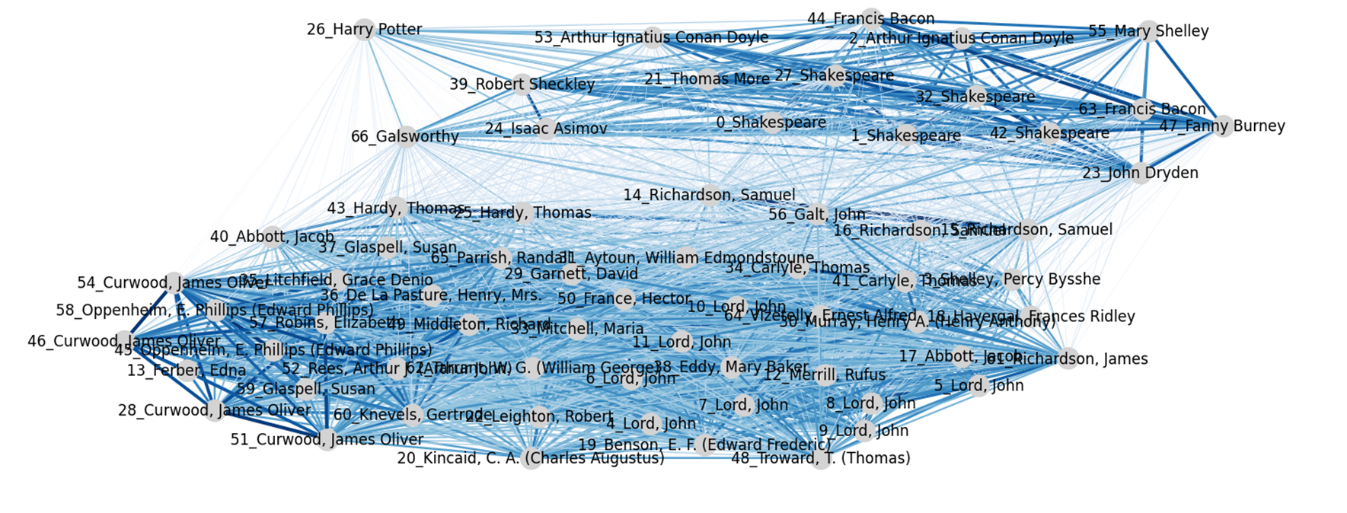 44_Francis Bacon
26_Harry Potter
55_Mary Shelley
53_Arthur Ignatius Conan Doyle
2_Arthur Ignatius Conan Doyle
27_Shakespeare
21_Thomas More
39_Robert Sheckley
32_Shakespeare
63_Francis Bacon
0_Shakespeare
47_Fanny Burney
24_Isaac Asimov
42_Shakespeare
1_Shakespeare
66_Galsworthy
23_John Dryden
14_Richardson, Samuel
43_Hardy, Thomas
25_Hardy, Thomas
56_Galt, John
16_Richardson, Samuel
15_Richardson, Samuel
40_Abbott, Jacob
37_Glaspell, Susan
65_Parrish, Randall
31_Aytoun, William Edmondstoune
34_Carlyle, Thomas
29_Garnett, David
3_Shelley, Percy Bysshe
41_Carlyle, Thomas
35_Litchfield, Grace Denio
54_Curwood, James Oliver
36_De La Pasture, Henry, Mrs.
50_France, Hector
10_Lord, John
58_Oppenheim, E. Phillips (Edward Phillips)
64_Vizetelly, Ernest Alfred
18_Havergal, Frances Ridley
30_Murray, Henry A. (Henry Anthony)
57_Robins, Elizabeth
49_Middleton, Richard
33_Mitchell, Maria
46_Curwood, James Oliver
11_Lord, John
45_Oppenheim, E. Phillips (Edward Phillips)
17_Abbott, Jacob
61_Richardson, James
13_Ferber, Edna
52_Rees, Arthur J. (Arthur John)
(William George)
38_Eddy, Mary Baker
12_Merrill, Rufus
6_Lord, John
5_Lord, John
59_Glaspell, Susan
7_Lord, John
8_Lord, John
28_Curwood, James Oliver
60_Knevels, Gertrude
22_Leighton, Robert
4_Lord, John
9_Lord, John
51_Curwood, James Oliver
19_Benson, E. F. (Edward Frederic)
20_Kincaid, C. A. (Charles Augustus)
48_Troward, T. (Thomas)